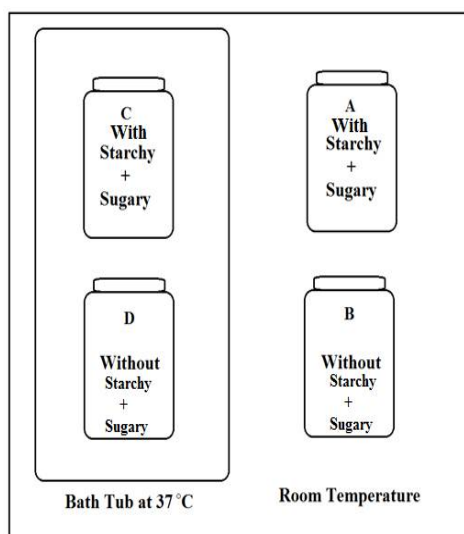 C
With
Starchy
+
Sugary
A
With
Starchy
+
Sugary
D
Without
Starchy
+
Sugary
B
Without
Starchy
+
Sugary
Bath Tub at 37 °C
Room Temperature